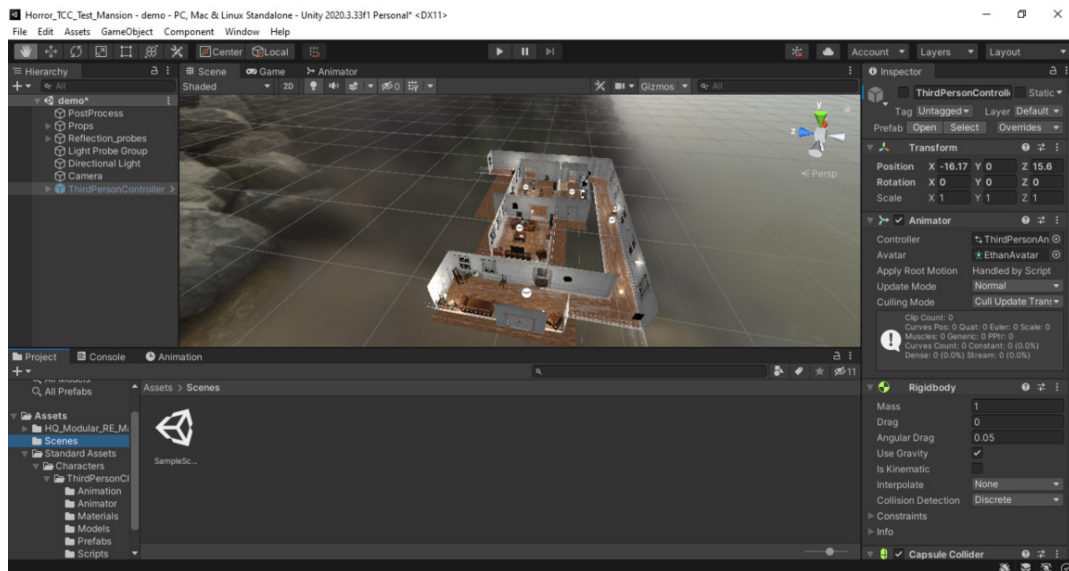 Horror_TCC_Test_Mansion - demo - PC, Mac & Linux Standalone - Unity 2020.3.33f1 Personal* <DX11>
File Edit Assets GameObject Component Window Help
Center Local
Account Layers Layout
Hierarchy
All
demo*
PostProcess
Props
Reflection_probes
Light Probe Group
Directional Light
Camera
ThirdPersonController
Scene Game Animator
Shaded 2D 0 Gizmos All
y
z
Persp
Inspector
ThirdPersonControll Static
Tag Untagged Layer Default
Prefab Open Select Overrides
Transform
Position X -16.17 Y 0 Z 15.6
Rotation X 0 Y 0 Z 0
Scale X 1 Y 1 Z 1
Animator
Controller ThirdPersonAn
Avatar EthanAvatar
Apply Root Motion Handled by Script
Update Mode Normal
Culling Mode Cull Update Trans
Clip Count: 0
Curves Pos: 0 Quat: 0 Euler: 0 Scale: 0
Muscles: 0 Generic: 0 PPtr: 0
Curves Count: 0 Constant: 0 (0.0%)
Dense: 0 (0.0%) Stream: 0 (0.0%)
Rigidbody
Mass 1
Drag 0
Angular Drag 0.05
Use Gravity
Is Kinematic
Interpolate None
Collision Detection Discrete
Constraints
Info
Capsule Collider
Project Console Animation
11
All Prefabs
Assets
HQ_Modular_RE_M
Scenes
Standard Assets
Characters
ThirdPersonCl
Animation
Animator
Materials
Models
Prefabs
Scripts
Assets > Scenes
SampleSc...